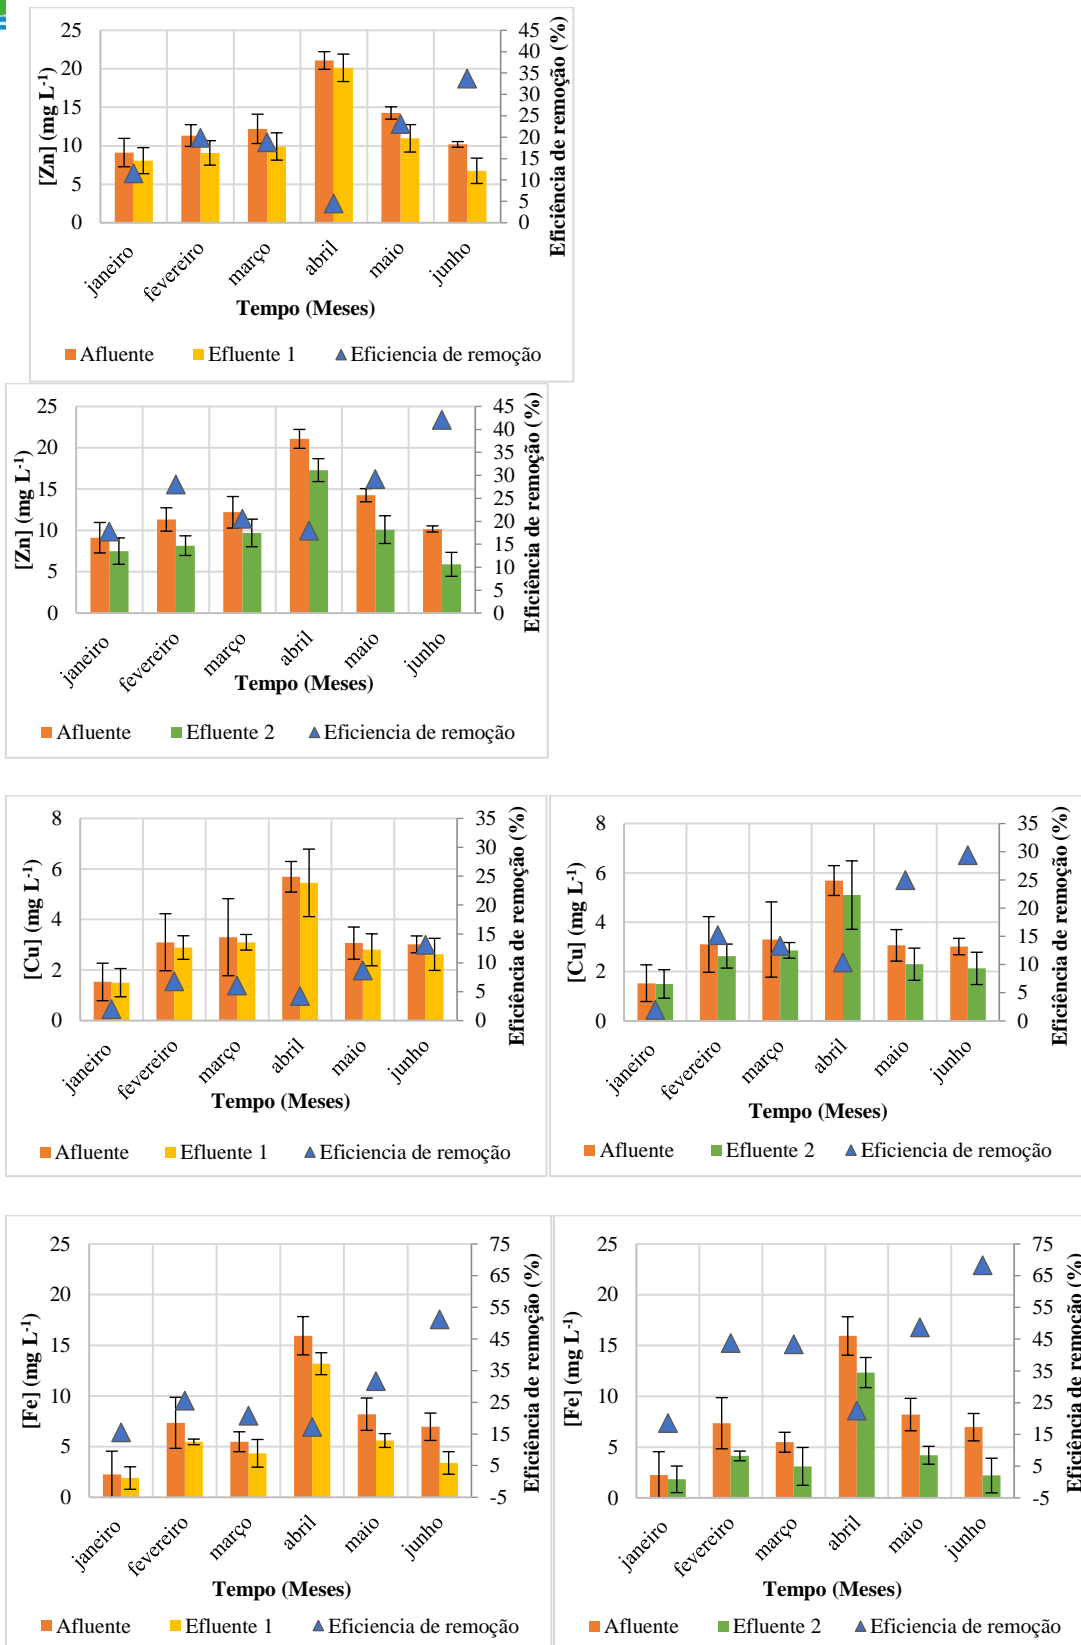 25
20
15
10
5
0
[Zn] (mg L⁻¹)
45
40
35
30
25
20
15
10
5
0
Eficiência de remoção (%)
janeiro
fevereiro
março
abril
maio
junho
Tempo (Meses)
Afluente
Efluente 1
Eficiencia de remoção
25
20
15
10
5
0
[Zn] (mg L⁻¹)
45
40
35
30
25
20
15
10
5
0
Eficiência de remoção (%)
janeiro
fevereiro
março
abril
maio
junho
Tempo (Meses)
Afluente
Efluente 2
Eficiencia de remoção
8
6
4
2
0
[Cu] (mg L⁻¹)
35
30
25
20
15
10
5
0
Eficiência de remoção (%)
janeiro
fevereiro
março
abril
maio
junho
Tempo (Meses)
Afluente
Efluente 1
Eficiencia de remoção
8
6
4
2
0
[Cu] (mg L⁻¹)
35
30
25
20
15
10
5
0
Eficiência de remoção (%)
janeiro
fevereiro
março
abril
maio
junho
Tempo (Meses)
Afluente
Efluente 2
Eficiencia de remoção
25
20
15
10
5
0
[Fe] (mg L⁻¹)
75
65
55
45
35
25
15
5
-5
Eficiência de remoção (%)
janeiro
fevereiro
março
abril
maio
junho
Tempo (Meses)
Afluente
Efluente 1
Eficiencia de remoção
25
20
15
10
5
0
[Fe] (mg L⁻¹)
75
65
55
45
35
25
15
5
-5
Eficiência de remoção (%)
janeiro
fevereiro
março
abril
maio
junho
Tempo (Meses)
Afluente
Efluente 2
Eficiencia de remoção